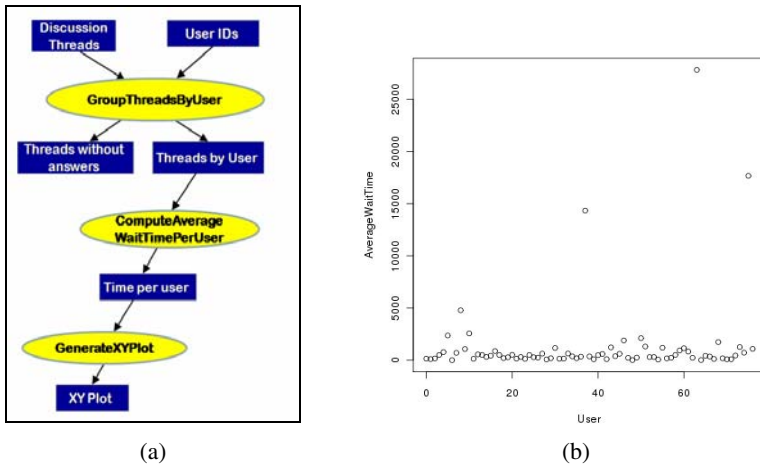 Discussion
Threads
User IDs
GroupThreadsByUser
Threads without
answers
Threads by User
ComputeAverage
WaitTimePerUser
Time per user
GenerateXYPlot
XY Plot
(a)
AverageWaitTime
25000
20000
15000
10000
5000
0
0 20 40 60
User
(b)